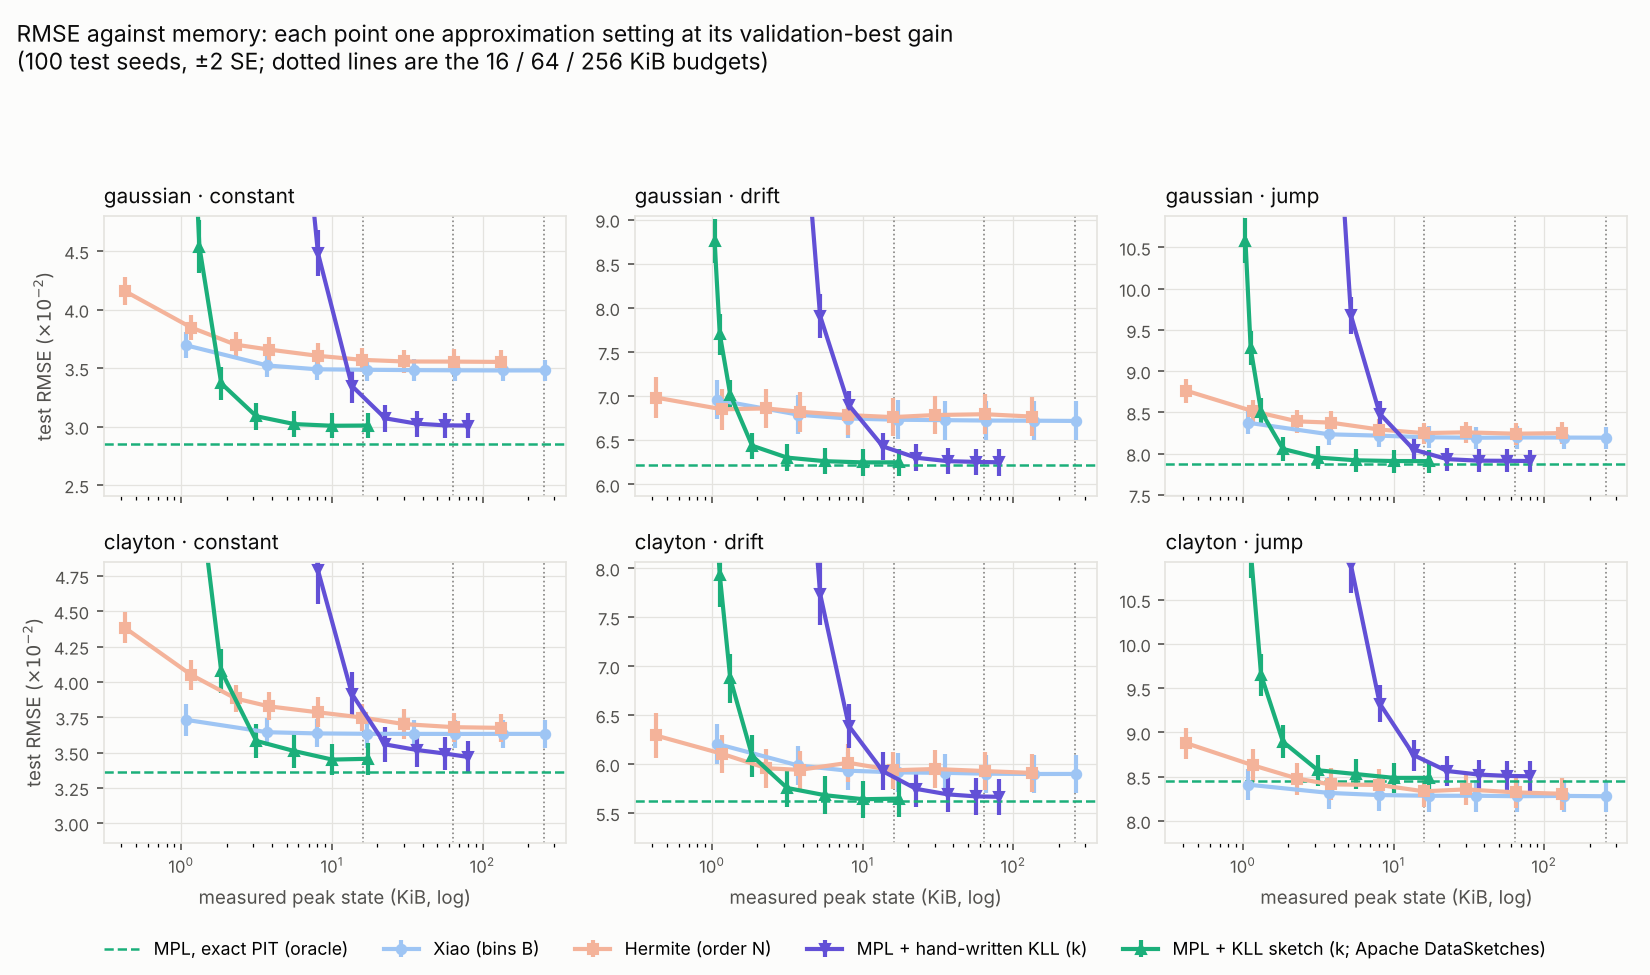 RMSE against memory: each point one approximation setting at its validation-best gain
(100 test seeds, ±2 SE; dotted lines are the 16 / 64 / 256 KiB budgets)
gaussian · constant
gaussian · drift
gaussian · jump
test RMSE (×10⁻²)
4.5
4.0
3.5
3.0
2.5
9.0
8.5
8.0
7.5
7.0
6.5
6.0
10.5
10.0
9.5
9.0
8.5
8.0
7.5
clayton · constant
clayton · drift
clayton · jump
test RMSE (×10⁻²)
4.75
4.50
4.25
4.00
3.75
3.50
3.25
3.00
8.0
7.0
6.5
6.0
5.5
10.5
10.0
9.5
9.0
8.5
8.0
10⁰ 10¹ 10²
10⁰ 10¹ 10²
10⁰ 10¹ 10²
measured peak state (KiB, log)
measured peak state (KiB, log)
measured peak state (KiB, log)
MPL, exact PIT (oracle)
Xiao (bins B)
Hermite (order N)
MPL + hand-written KLL (k)
MPL + KLL sketch (k; Apache DataSketches)